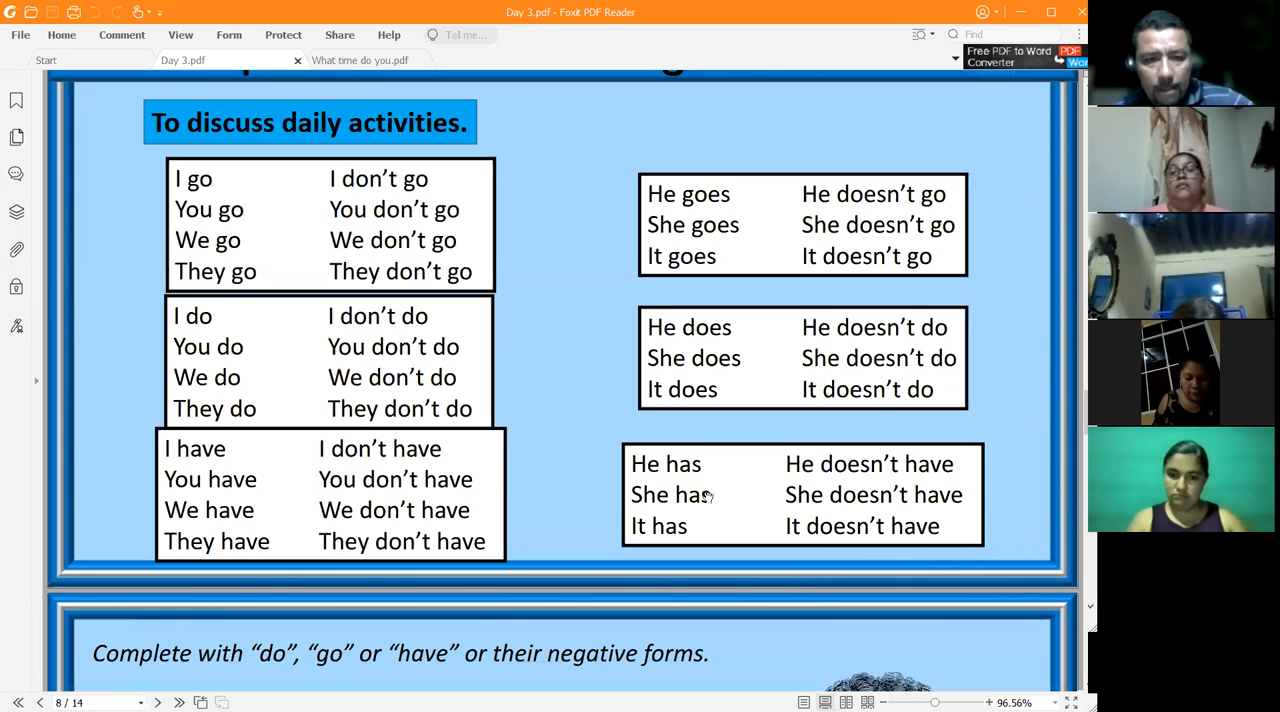 Day 3.pdf - Foxit PDF Reader
File Home Comment View Form Protect Share Help Tell me... Find
Start Day 3.pdf What time do you.pdf
Free PDF to Word Converter PDF Wor
To discuss daily activities.
I go I don't go
You go You don't go
We go We don't go
They go They don't go
He goes He doesn't go
She goes She doesn't go
It goes It doesn't go
I do I don't do
You do You don't do
We do We don't do
They do They don't do
He does He doesn't do
She does She doesn't do
It does It doesn't do
I have I don't have
You have You don't have
We have We don't have
They have They don't have
He has He doesn't have
She has She doesn't have
It has It doesn't have
Complete with “do”, “go” or “have” or their negative forms.
8 / 14 96.56%